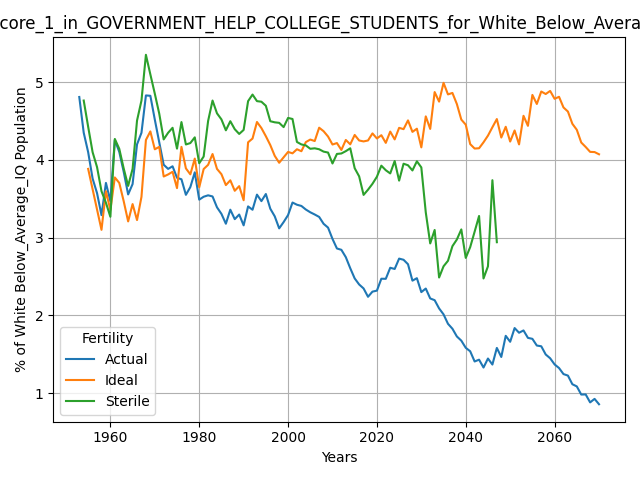 core_1_in_GOVERNMENT_HELP_COLLEGE_STUDENTS_for_White_Below_Avera
% of White Below_Average_IQ Population
5
4
3
2
1
Fertility
Actual
Ideal
Sterile
1960 1980 2000 2020 2040 2060
Years